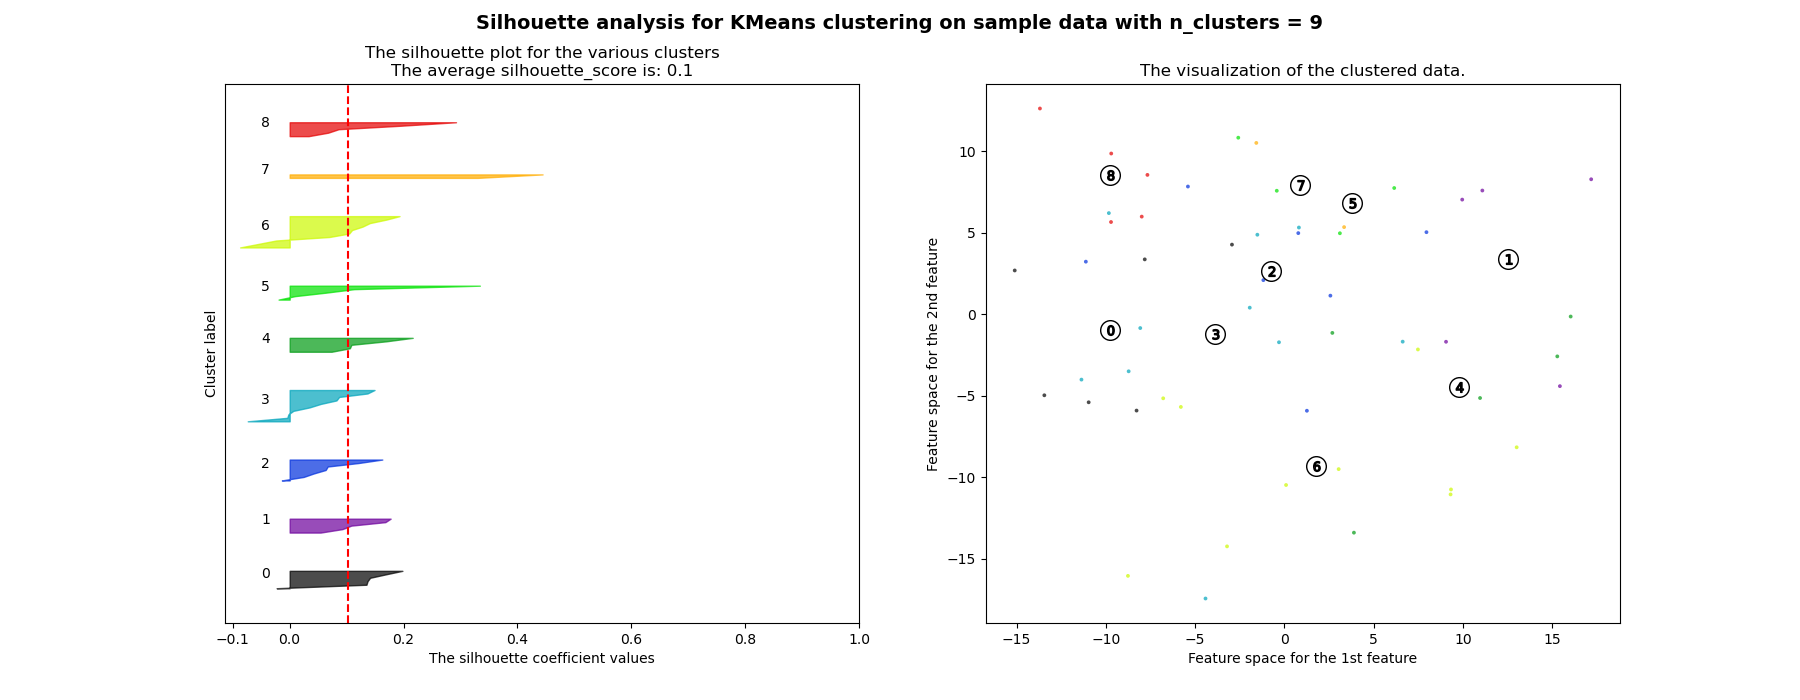 Silhouette analysis for KMeans clustering on sample data with n_clusters = 9
The silhouette plot for the various clusters
The average silhouette_score is: 0.1
8
7
6
5
4
3
2
1
0
Cluster label
−0.1 0.0 0.2 0.4 0.6 0.8 1.0
The silhouette coefficient values
The visualization of the clustered data.
10
5
0
−5
−10
−15
Feature space for the 2nd feature
8
7
5
1
2
0
3
4
6
−15 −10 −5 0 5 10 15
Feature space for the 1st feature